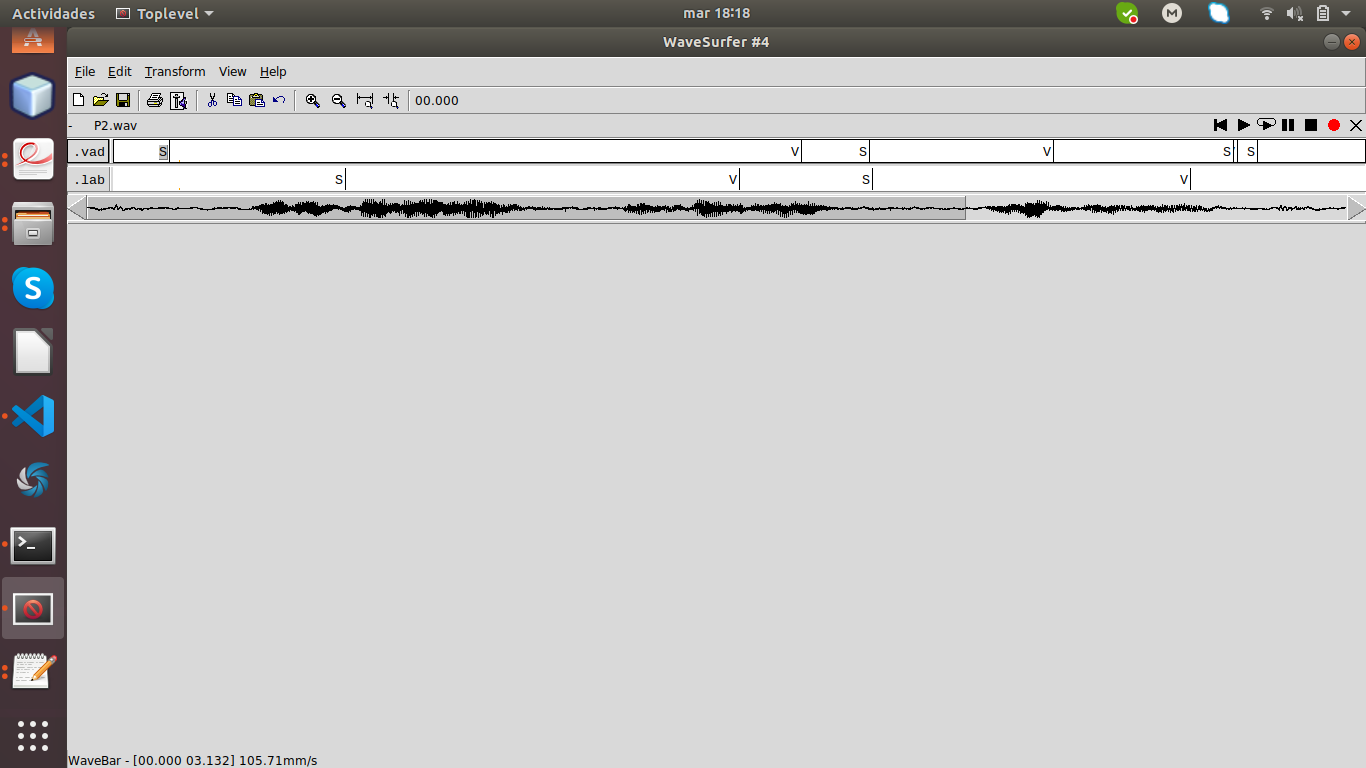 Actividades Toplevel mar 18:18 M
WaveSurfer #4
File Edit Transform View Help
00.000
- P2.wav
.vad S V S V S S
.lab S V S V
S
>_
WaveBar - [00.000 03.132] 105.71mm/s